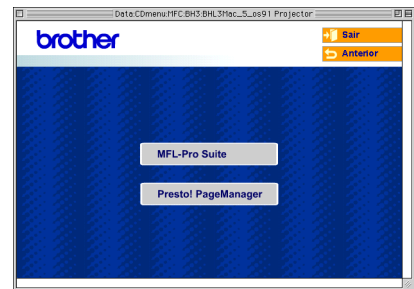 Data:CDmenu:MFC:BH3:BHL3Mac_5_os91 Projector
brother
Sair
Anterior
MFL-Pro Suite
Presto! PageManager